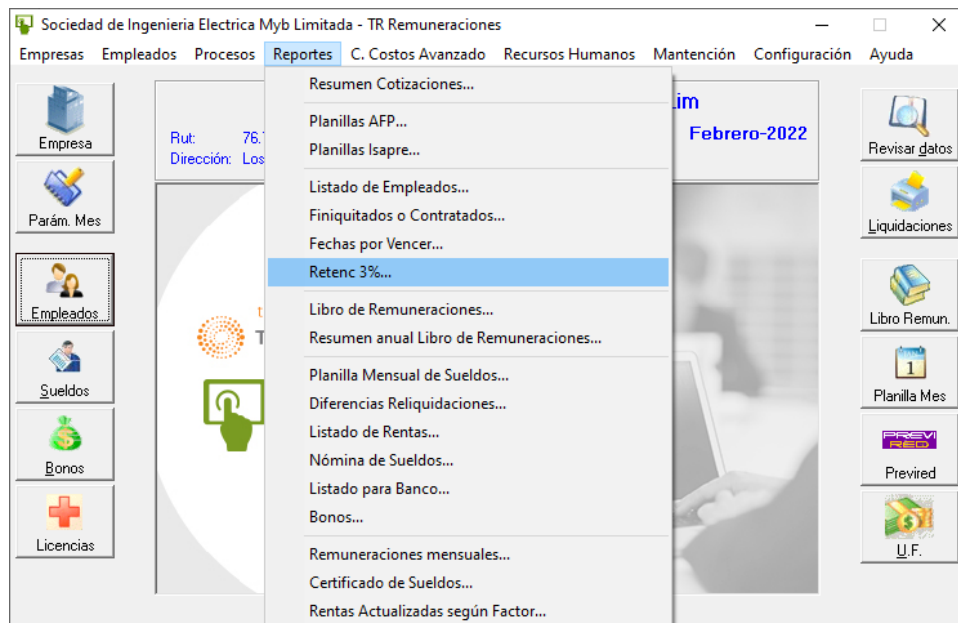 Sociedad de Ingenieria Electrica Myb Limitada - TR Remuneraciones
Empresas Empleados Procesos Reportes C. Costos Avanzado Recursos Humanos Mantención Configuración Ayuda
Empresa
Parám. Mes
Empleados
Sueldos
Bonos
Licencias
Rut: 76.
Dirección: Los
Febrero-2022
Resumen Cotizaciones...
Planillas AFP...
Planillas Isapre...
Listado de Empleados...
Finiquitados o Contratados...
Fechas por Vencer...
Retenc 3%...
Libro de Remuneraciones...
Resumen anual Libro de Remuneraciones...
Planilla Mensual de Sueldos...
Diferencias Reliquidaciones...
Listado de Rentas...
Nómina de Sueldos...
Listado para Banco...
Bonos...
Remuneraciones mensuales...
Certificado de Sueldos...
Rentas Actualizadas según Factor...
Revisar datos
Liquidaciones
Libro Remun.
1
Planilla Mes
PREVI
RED
Previred
U.F.